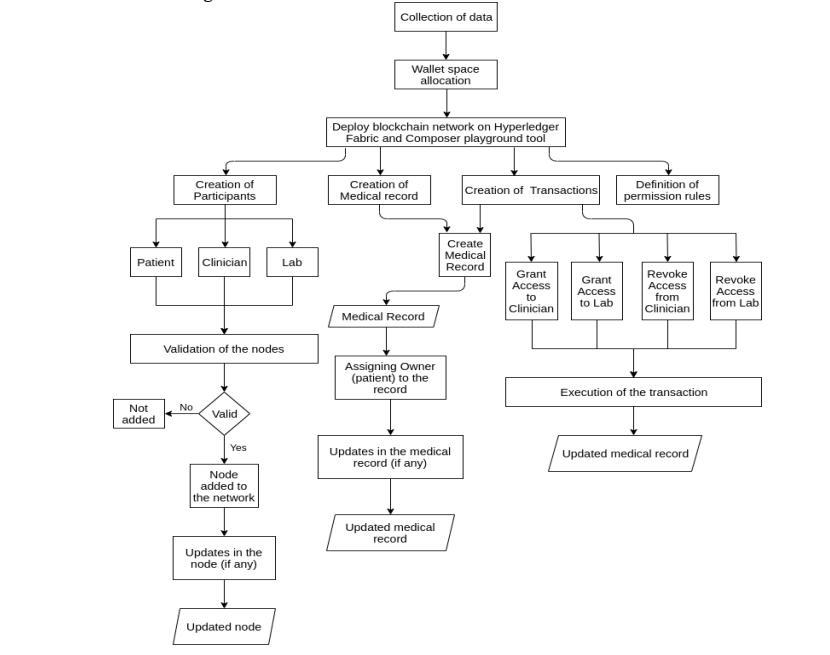 Collection of data
Wallet space
allocation
Deploy blockchain network on Hyperledger
Fabric and Composer playground tool
Creation of
Participants
Creation of
Medical record
Creation of Transactions
Definition of
permission rules
Patient
Clinician
Lab
Create
Medical
Record
Grant
Access
to
Clinician
Grant
Access
to Lab
Revoke
Access
from
Clinician
Revoke
Access
from Lab
Medical Record
Validation of the nodes
Assigning Owner
(patient) to the
record
Execution of the transaction
Not
added
No
Valid
Yes
Updates in the medical
record (if any)
Updated medical record
Node
added to
the network
Updated medical
record
Updates in the
node (if any)
Updated node